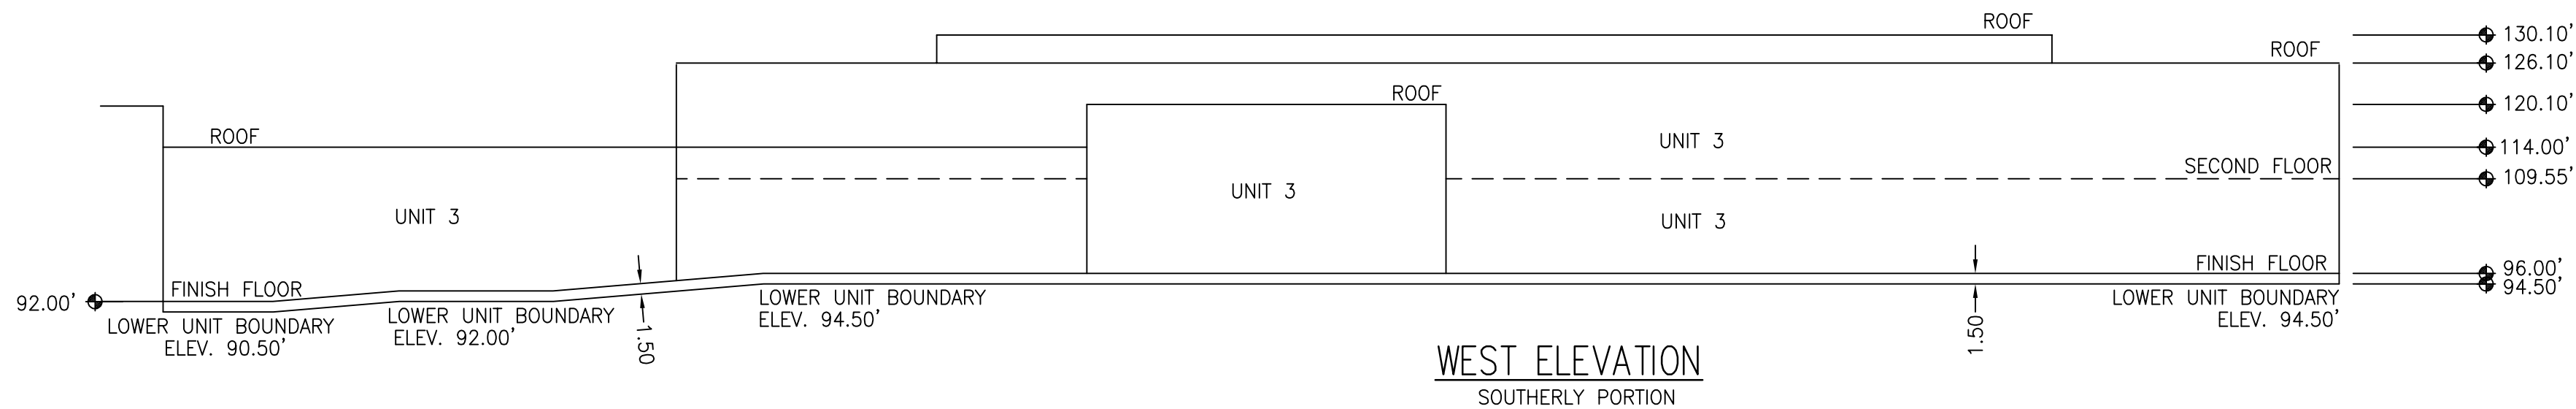 ROOF
130.10'
ROOF
126.10'
ROOF
120.10'
ROOF
UNIT 3
114.00'
SECOND FLOOR
109.55'
UNIT 3
UNIT 3
UNIT 3
FINISH FLOOR
96.00'
94.50'
92.00'
FINISH FLOOR
LOWER UNIT BOUNDARY
ELEV. 90.50'
LOWER UNIT BOUNDARY
ELEV. 92.00'
1.50
LOWER UNIT BOUNDARY
ELEV. 94.50'
1.50
LOWER UNIT BOUNDARY
ELEV. 94.50'
WEST ELEVATION
SOUTHERLY PORTION